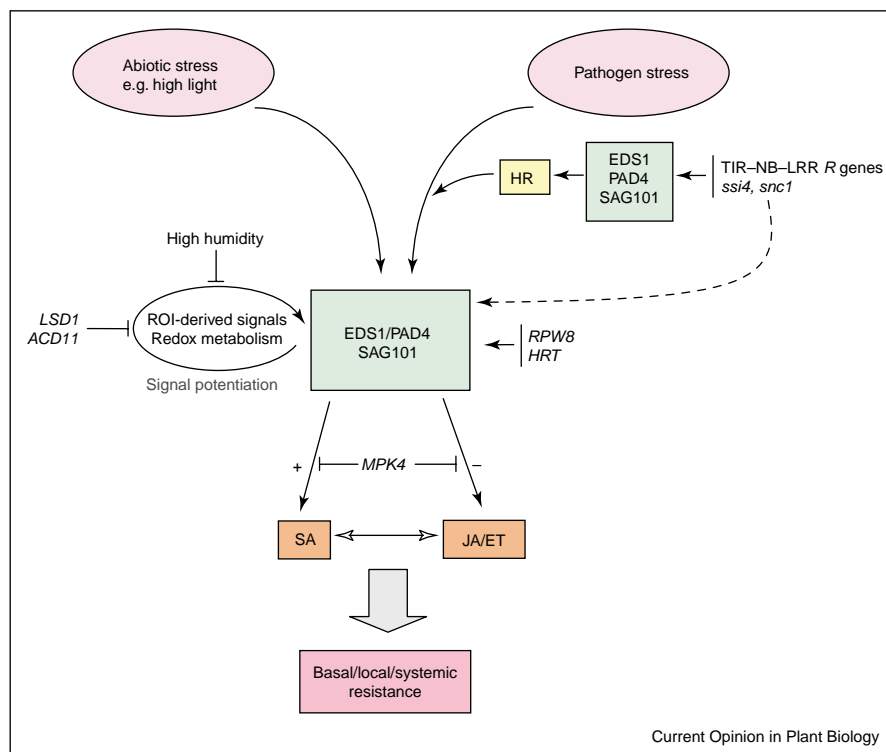 Abiotic stress
e.g. high light
Pathogen stress
EDS1
PAD4
SAG101
HR
TIR–NB–LRR R genes
ssi4, snc1
High humidity
LSD1
ACD11
ROI-derived signals
Redox metabolism
Signal potentiation
EDS1/PAD4
SAG101
RPW8
HRT
+
MPK4
–
SA
JA/ET
Basal/local/systemic
resistance
Current Opinion in Plant Biology